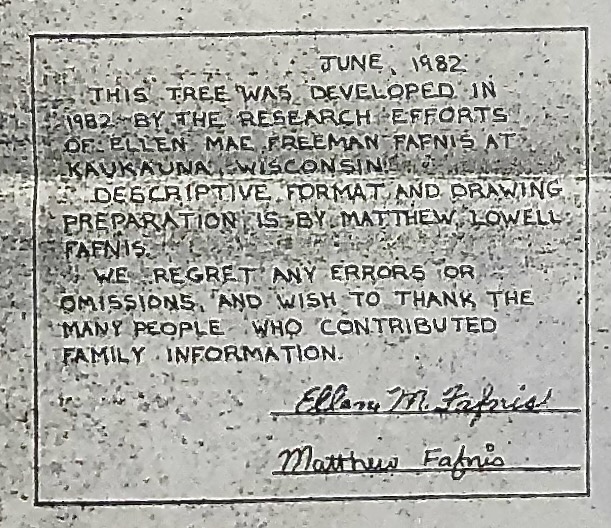 JUNE, 1982
THIS TREE WAS DEVELOPED IN
1982 BY THE RESEARCH EFFORTS
OF ELLEN MAE FREEMAN FAFNIS AT
KAUKAUNA, WISCONSIN.
DESCRIPTIVE FORMAT AND DRAWING
PREPARATION IS BY MATTHEW LOWELL
FAFNIS.
WE REGRET ANY ERRORS OR
OMISSIONS, AND WISH TO THANK THE
MANY PEOPLE WHO CONTRIBUTED
FAMILY INFORMATION.
Ellen M. Fafnis
Matthew Fafnis